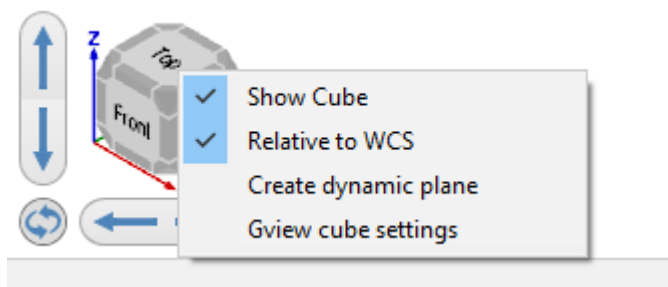 Z
Top
Front
Show Cube
Relative to WCS
Create dynamic plane
Gview cube settings